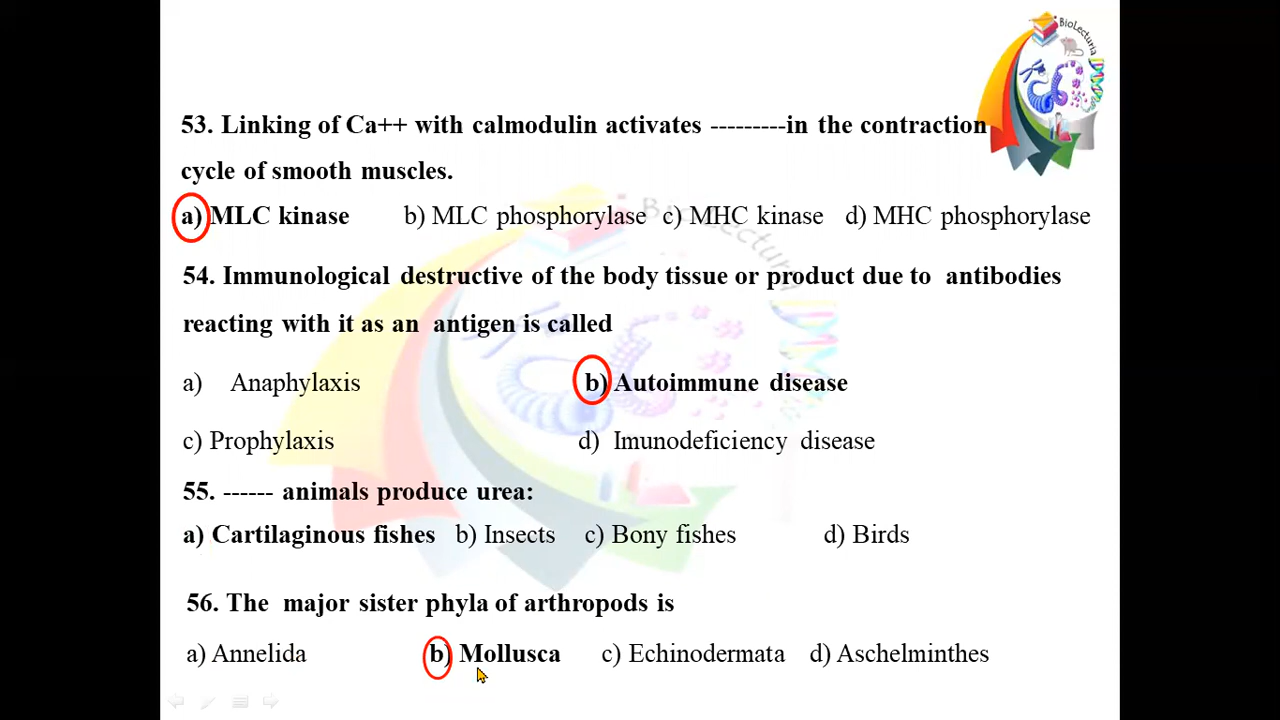 BioLecturia
53. Linking of Ca++ with calmodulin activates ---------in the contraction
cycle of smooth muscles.
a) MLC kinase b) MLC phosphorylase c) MHC kinase d) MHC phosphorylase
BioLecturia
54. Immunological destructive of the body tissue or product due to antibodies
reacting with it as an antigen is called
a) Anaphylaxis b) Autoimmune disease
c) Prophylaxis d) Imunodeficiency disease
55. ------ animals produce urea:
a) Cartilaginous fishes b) Insects c) Bony fishes d) Birds
56. The major sister phyla of arthropods is
a) Annelida b) Mollusca c) Echinodermata d) Aschelminthes